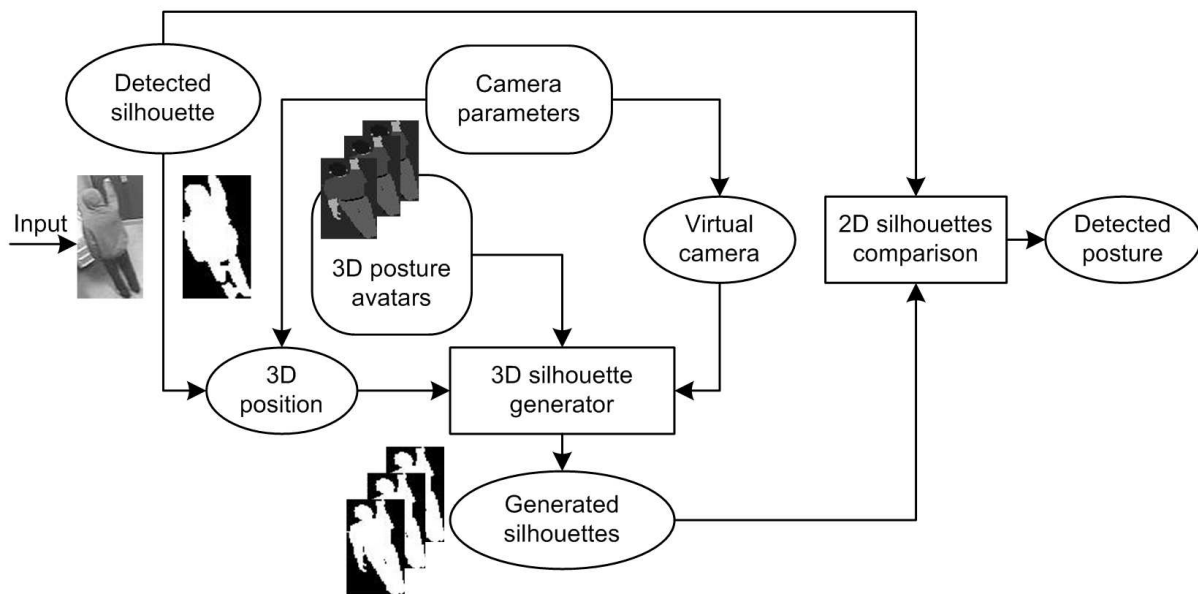 Detected
silhouette
Camera
parameters
Input
3D posture
avatars
Virtual
camera
2D silhouettes
comparison
Detected
posture
3D
position
3D silhouette
generator
Generated
silhouettes